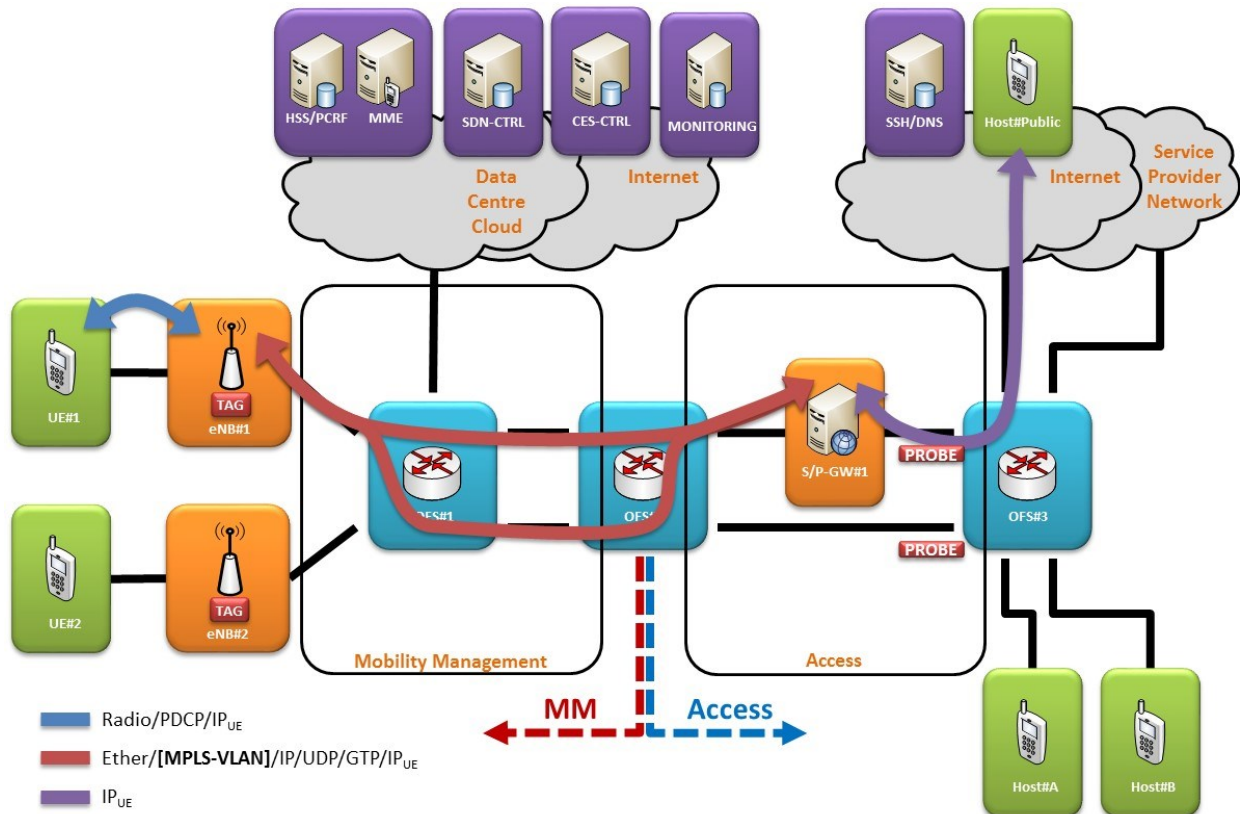 HSS/PCRF
MME
SDN-CTRL
CES-CTRL
MONITORING
SSH/DNS
Host#Public
Data
Centre
Cloud
Internet
Internet
Service
Provider
Network
UE#1
TAG
eNB#1
OFS#1
S/P-GW#1
PROBE
OFS#3
PROBE
UE#2
TAG
eNB#2
Mobility Management
Access
MM
Access
Radio/PDCP/IPUE
Ether/[MPLS-VLAN]/IP/UDP/GTP/IPUE
IPUE
Host#A
Host#B